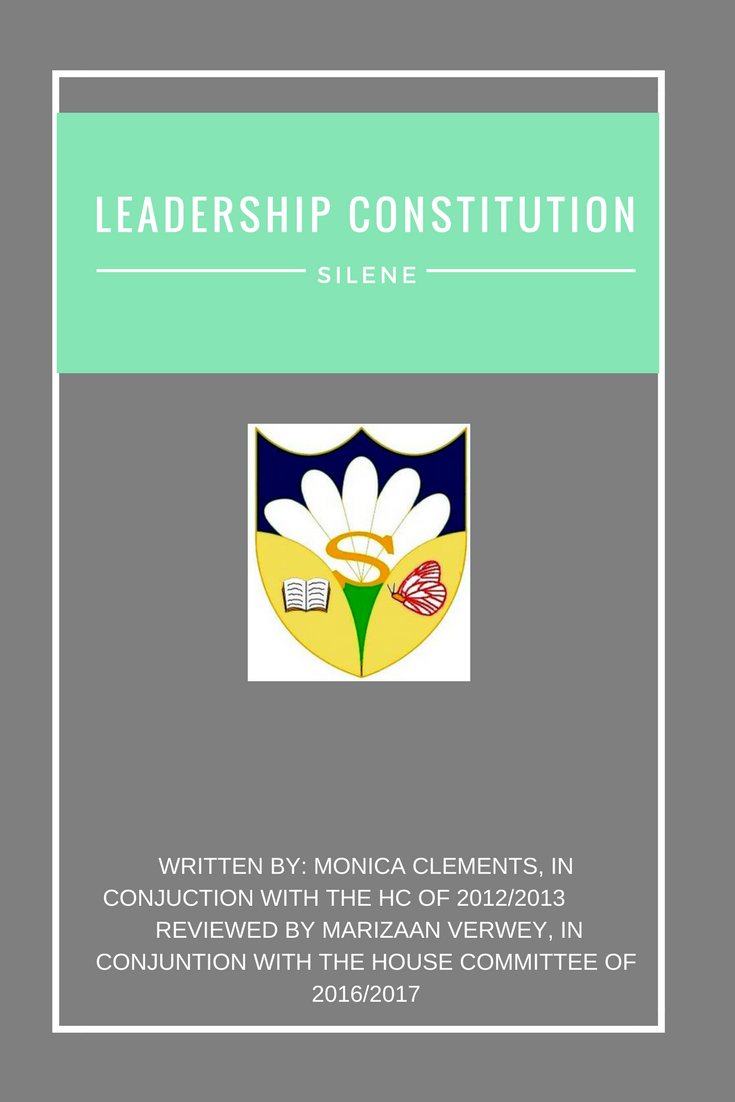 LEADERSHIP CONSTITUTION
SILENE
S
WRITTEN BY: MONICA CLEMENTS, IN
CONJUCTION WITH THE HC OF 2012/2013
REVIEWED BY MARIZAAN VERWEY, IN
CONJUNTION WITH THE HOUSE COMMITTEE OF
2016/2017